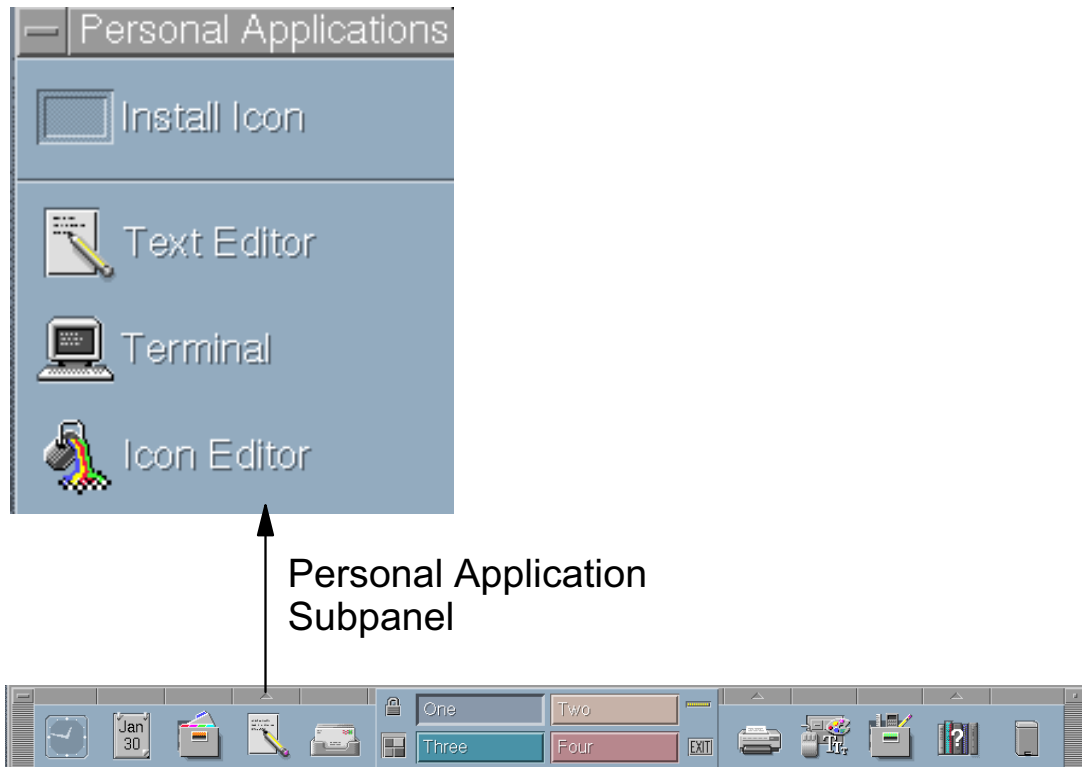 Personal Applications
Install Icon
Text Editor
Terminal
Icon Editor
Personal Application
Subpanel
One
Two
Three
Four
EXIT
Jan
30
?